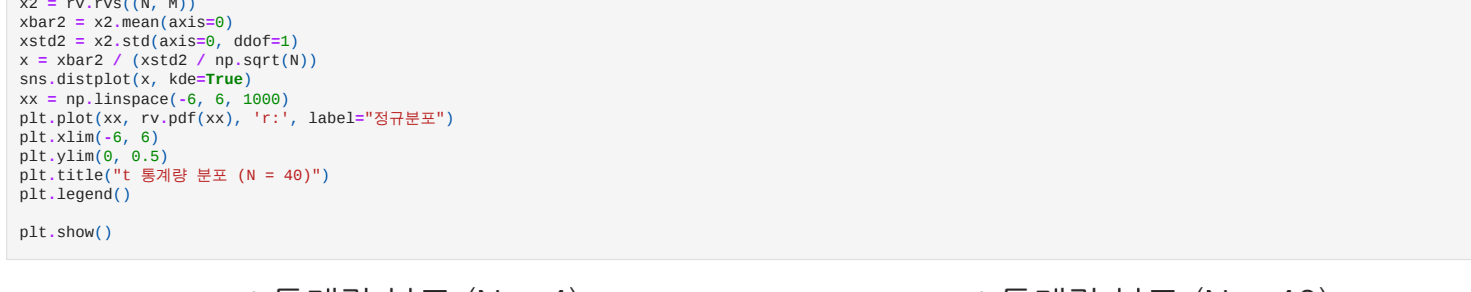 x2 = rv.rvs((N, M))
xbar2 = x2.mean(axis=0)
xstd2 = x2.std(axis=0, ddof=1)
x = xbar2 / (xstd2 / np.sqrt(N))
sns.distplot(x, kde=True)
xx = np.linspace(-6, 6, 1000)
plt.plot(xx, rv.pdf(xx), 'r:', label="정규분포")
plt.xlim(-6, 6)
plt.ylim(0, 0.5)
plt.title("t 통계량 분포 (N = 40)")
plt.legend()
plt.show()